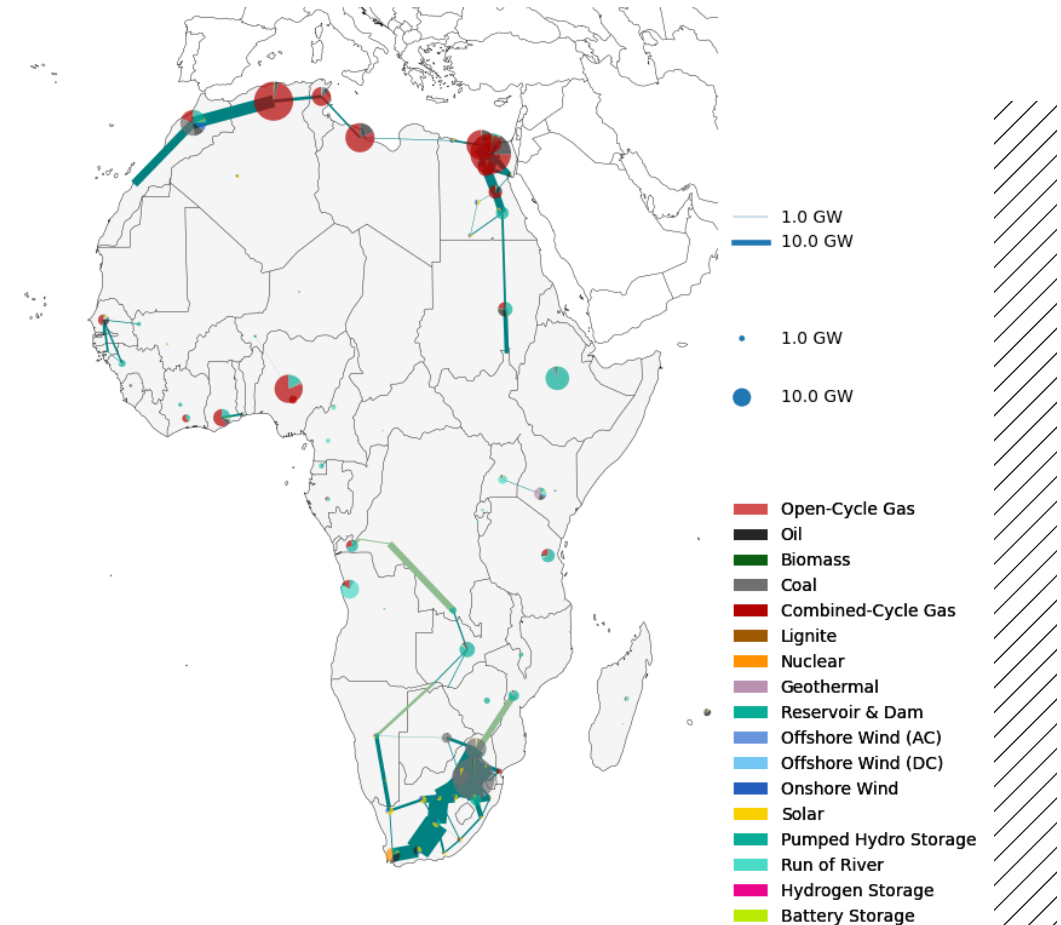 1.0 GW
10.0 GW
1.0 GW
10.0 GW
Open-Cycle Gas
Oil
Biomass
Coal
Combined-Cycle Gas
Lignite
Nuclear
Geothermal
Reservoir & Dam
Offshore Wind (AC)
Offshore Wind (DC)
Onshore Wind
Solar
Pumped Hydro Storage
Run of River
Hydrogen Storage
Battery Storage